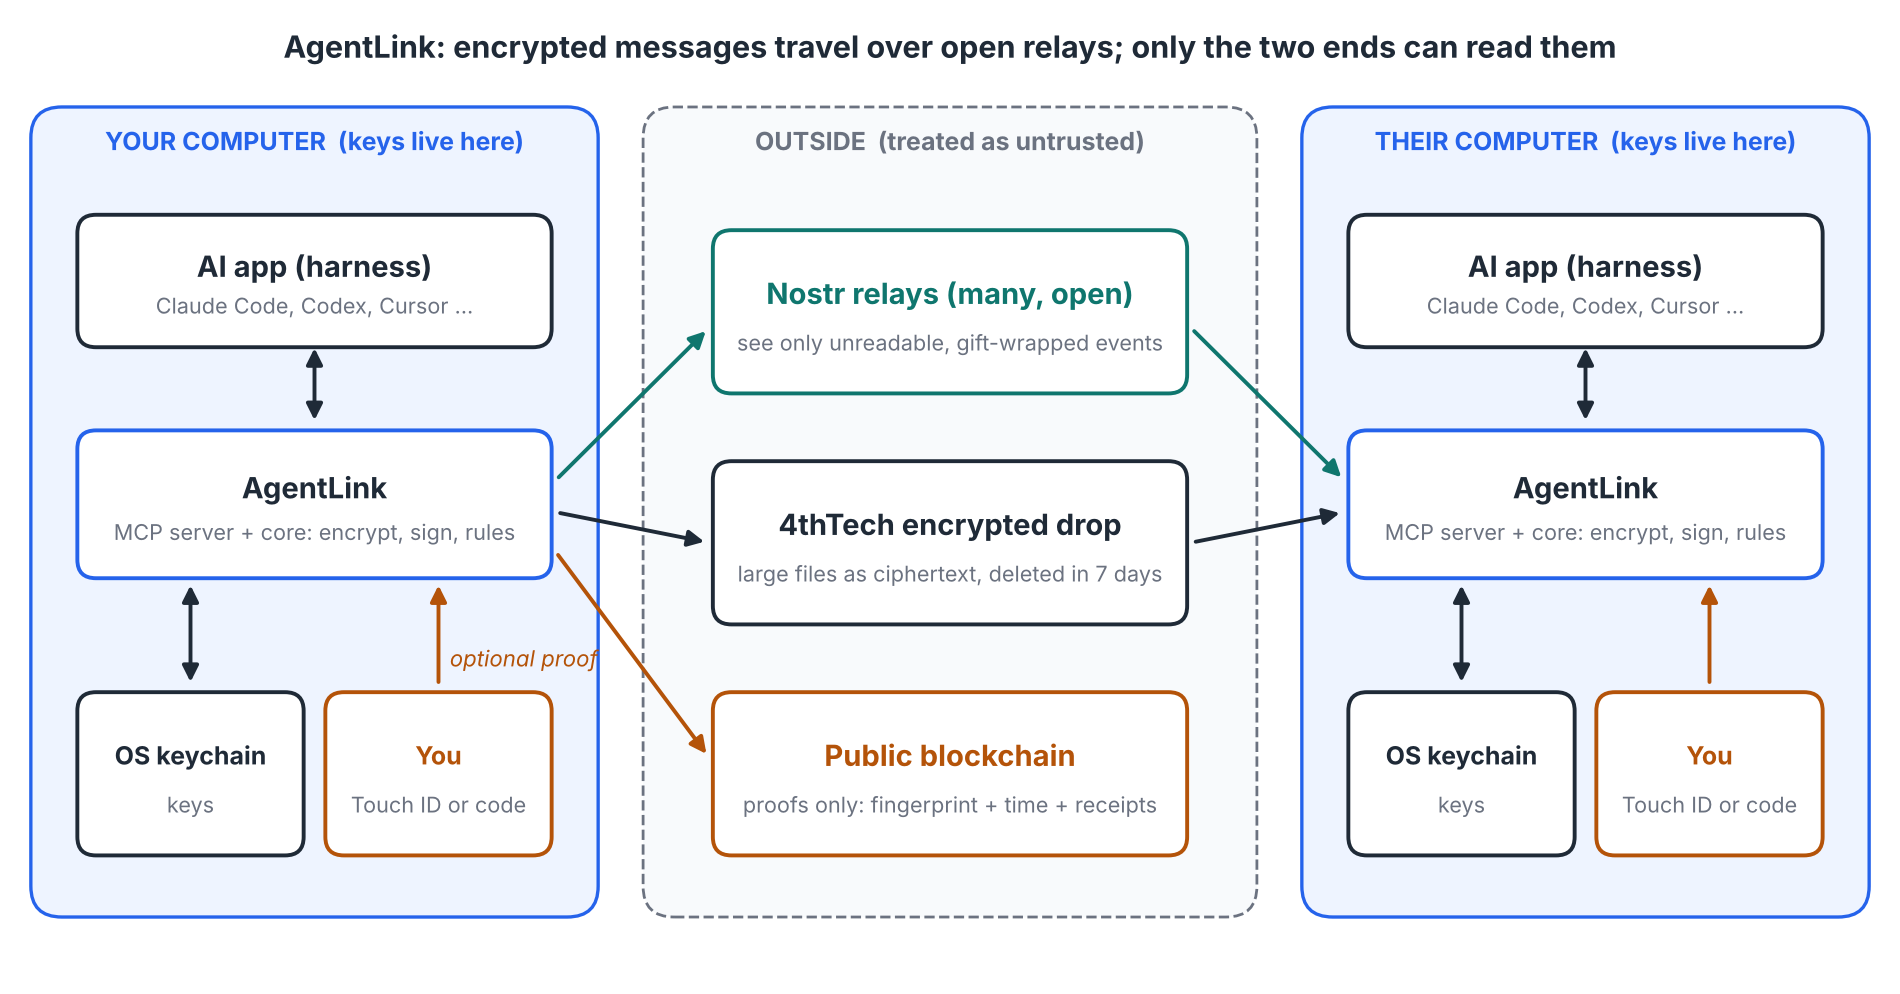 AgentLink: encrypted messages travel over open relays; only the two ends can read them
YOUR COMPUTER (keys live here)
AI app (harness)
Claude Code, Codex, Cursor ...
AgentLink
MCP server + core: encrypt, sign, rules
optional proof
OS keychain
keys
You
Touch ID or code
OUTSIDE (treated as untrusted)
Nostr relays (many, open)
see only unreadable, gift-wrapped events
4thTech encrypted drop
large files as ciphertext, deleted in 7 days
Public blockchain
proofs only: fingerprint + time + receipts
THEIR COMPUTER (keys live here)
AI app (harness)
Claude Code, Codex, Cursor ...
AgentLink
MCP server + core: encrypt, sign, rules
OS keychain
keys
You
Touch ID or code